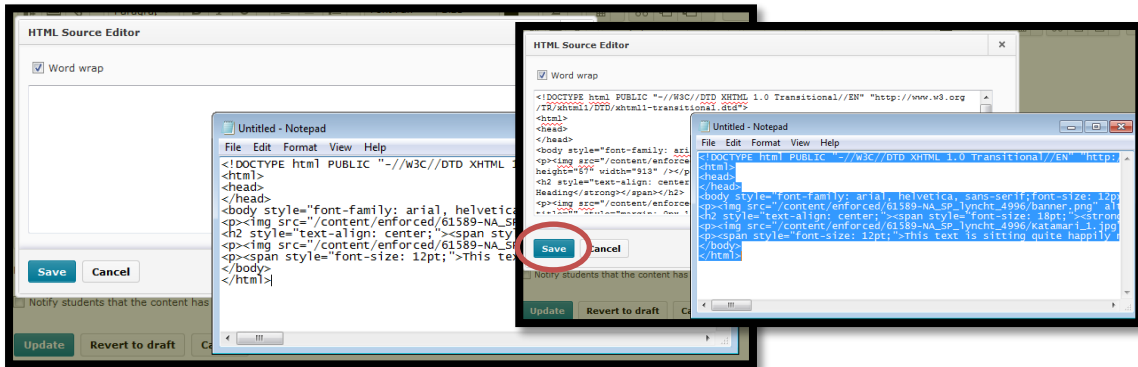 HTML Source Editor
Word wrap
Untitled - Notepad
File Edit Format View Help
<!DOCTYPE html PUBLIC "-//W3C//DTD XHTML 1
<html>
<head>
</head>
<body style="font-family: arial, helvetica
<p><img src="/content/enforced/61589-NA_SP
<h2 style="text-align: center;"><span sty
<p><img src="/content/enforced/61589-NA_SP
<p><span style="font-size: 12pt;">This tex
</body>
</html>
Save Cancel
Notify students that the content has
Update Revert to draft Ca
HTML Source Editor
Word wrap
<!DOCTYPE html PUBLIC "-//W3C//DTD XHTML 1.0 Transitional//EN" "http://www.w3.org
/TR/xhtml1/DTD/xhtml1-transitional.dtd">
<html>
<head>
</head>
<body style="font-family: ari
<p><img src="/content/enforce
height="67" width="913" /></p
<h2 style="text-align: center
Heading</strong></span></h2>
<p><img src="/content/enforce
Save Cancel
Notify students that the content has
Update Revert to draft Ca
Untitled - Notepad
File Edit Format View Help
<!DOCTYPE html PUBLIC "-//W3C//DTD XHTML 1.0 Transitional//EN" "http:/
<html>
<head>
</head>
<body style="font-family: arial, helvetica, sans-serif;font-size: 12px
<p><img src="/content/enforced/61589-NA_SP_lyncht_4996/banner.png" alt
<h2 style="text-align: center;"><span style="font-size: 18pt;"><strong
<p><img src="/content/enforced/61589-NA_SP_lyncht_4996/Katamari_1.jpg"
<p><span style="font-size: 12pt;">This text is sitting quite happily n
</body>
</html>